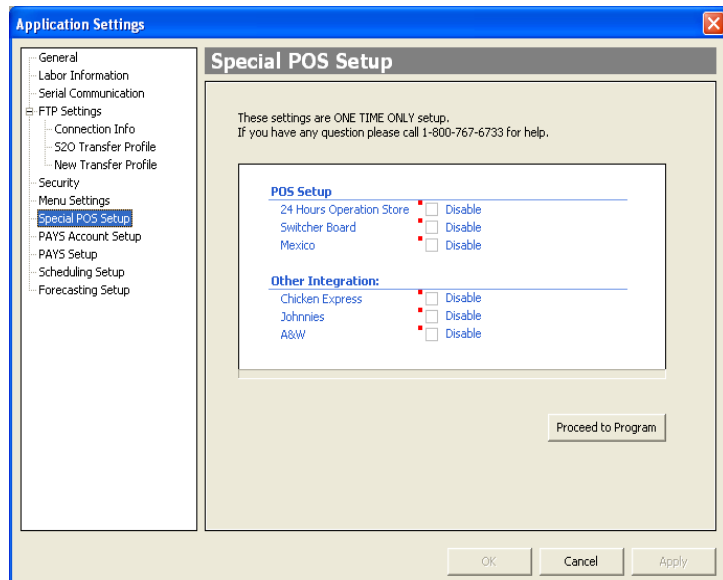 Application Settings
General
Labor Information
Serial Communication
FTP Settings
Connection Info
S2O Transfer Profile
New Transfer Profile
Security
Menu Settings
Special POS Setup
PAYS Account Setup
PAYS Setup
Scheduling Setup
Forecasting Setup
Special POS Setup
These settings are ONE TIME ONLY setup.
If you have any question please call 1-800-767-6733 for help.
POS Setup
24 Hours Operation Store Disable
Switcher Board Disable
Mexico Disable
Other Integration:
Chicken Express Disable
Johnnies Disable
A&W Disable
Proceed to Program
OK Cancel Apply